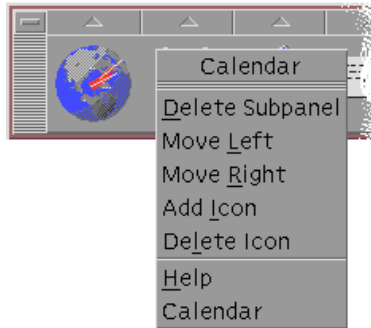 Calendar
Delete Subpanel
Move Left
Move Right
Add Icon
Delete Icon
Help
Calendar